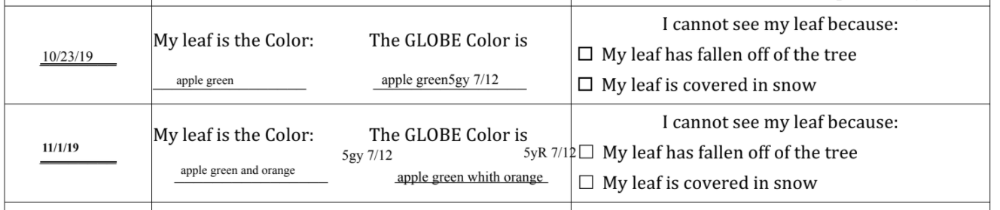 10/23/19
My leaf is the Color:
apple green
The GLOBE Color is
apple green5gy 7/12
I cannot see my leaf because:
☐ My leaf has fallen off of the tree
☐ My leaf is covered in snow
11/1/19
My leaf is the Color:
apple green and orange
The GLOBE Color is
5gy 7/12 5yR 7/12
apple green whith orange
I cannot see my leaf because:
☐ My leaf has fallen off of the tree
☐ My leaf is covered in snow